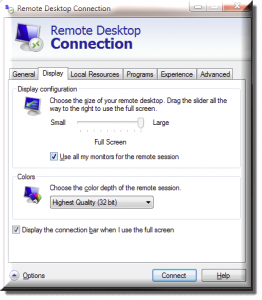 Remote Desktop Connection
Remote Desktop
Connection
General Display Local Resources Programs Experience Advanced
Display configuration
Choose the size of your remote desktop. Drag the slider all
the way to the right to use the full screen.
Small Large
Full Screen
Use all my monitors for the remote session
Colors
Choose the color depth of the remote session.
Highest Quality (32 bit)
Display the connection bar when I use the full screen
Options Connect Help